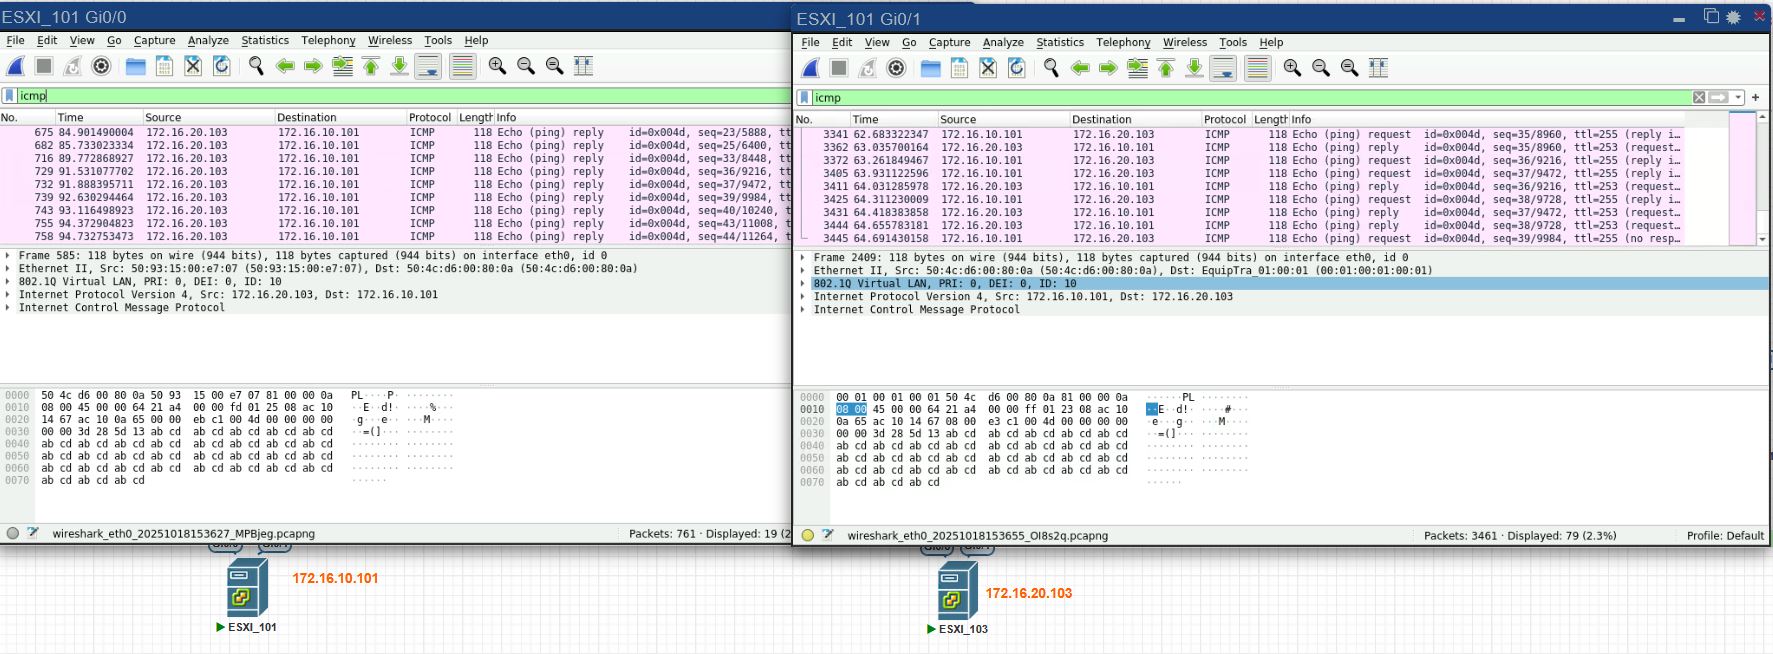 ESXI_101 Gi0/0
File Edit View Go Capture Analyze Statistics Telephony Wireless Tools Help
icmp
No. Time Source Destination Protocol Length Info
675 84.901490004 172.16.20.103 172.16.10.101 ICMP 118 Echo (ping) reply id=0x004d, seq=23/5888, tt
682 85.733023334 172.16.20.103 172.16.10.101 ICMP 118 Echo (ping) reply id=0x004d, seq=25/6400, tt
716 89.772868927 172.16.20.103 172.16.10.101 ICMP 118 Echo (ping) reply id=0x004d, seq=33/8448, tt
729 91.531077702 172.16.20.103 172.16.10.101 ICMP 118 Echo (ping) reply id=0x004d, seq=36/9216, tt
732 91.888395711 172.16.20.103 172.16.10.101 ICMP 118 Echo (ping) reply id=0x004d, seq=37/9472, tt
739 92.630294464 172.16.20.103 172.16.10.101 ICMP 118 Echo (ping) reply id=0x004d, seq=39/9984, tt
743 93.116498923 172.16.20.103 172.16.10.101 ICMP 118 Echo (ping) reply id=0x004d, seq=40/10240, t
755 94.372904823 172.16.20.103 172.16.10.101 ICMP 118 Echo (ping) reply id=0x004d, seq=43/11008, t
758 94.732753473 172.16.20.103 172.16.10.101 ICMP 118 Echo (ping) reply id=0x004d, seq=44/11264, t
Frame 585: 118 bytes on wire (944 bits), 118 bytes captured (944 bits) on interface eth0, id 0
Ethernet II, Src: 50:93:15:00:e7:07 (50:93:15:00:e7:07), Dst: 50:4c:d6:00:80:0a (50:4c:d6:00:80:0a)
802.1Q Virtual LAN, PRI: 0, DEI: 0, ID: 10
Internet Protocol Version 4, Src: 172.16.20.103, Dst: 172.16.10.101
Internet Control Message Protocol
0000 50 4c d6 00 80 0a 50 93 15 00 e7 07 81 00 00 0a PL····P· ········
0010 08 00 45 00 00 64 21 a4 00 00 fd 01 25 08 ac 10 ··E··d!· ····%···
0020 14 67 ac 10 0a 65 00 00 eb c1 00 4d 00 00 00 00 ·g···e·· ···M····
0030 00 00 3d 28 5d 13 ab cd ab cd ab cd ab cd ab cd ··=(]··· ········
0040 ab cd ab cd ab cd ab cd ab cd ab cd ab cd ab cd ········ ········
0050 ab cd ab cd ab cd ab cd ab cd ab cd ab cd ab cd ········ ········
0060 ab cd ab cd ab cd ab cd ab cd ab cd ab cd ab cd ········ ········
0070 ab cd ab cd ab cd ······
wireshark_eth0_20251018153627_MPBjeg.pcapng Packets: 761 · Displayed: 19 (2
ESXI_101 Gi0/1
File Edit View Go Capture Analyze Statistics Telephony Wireless Tools Help
icmp
No. Time Source Destination Protocol Length Info
3341 62.683322347 172.16.10.101 172.16.20.103 ICMP 118 Echo (ping) request id=0x004d, seq=35/8960, ttl=255 (reply i…
3362 63.035700164 172.16.20.103 172.16.10.101 ICMP 118 Echo (ping) reply id=0x004d, seq=35/8960, ttl=253 (request…
3372 63.261849467 172.16.10.101 172.16.20.103 ICMP 118 Echo (ping) request id=0x004d, seq=36/9216, ttl=255 (reply i…
3405 63.931122596 172.16.10.101 172.16.20.103 ICMP 118 Echo (ping) request id=0x004d, seq=37/9472, ttl=255 (reply i…
3411 64.031285978 172.16.20.103 172.16.10.101 ICMP 118 Echo (ping) reply id=0x004d, seq=36/9216, ttl=253 (request…
3425 64.311230009 172.16.10.101 172.16.20.103 ICMP 118 Echo (ping) request id=0x004d, seq=38/9728, ttl=255 (reply i…
3431 64.418383858 172.16.20.103 172.16.10.101 ICMP 118 Echo (ping) reply id=0x004d, seq=37/9472, ttl=253 (request…
3444 64.655783181 172.16.20.103 172.16.10.101 ICMP 118 Echo (ping) reply id=0x004d, seq=38/9728, ttl=253 (request…
3445 64.691430158 172.16.10.101 172.16.20.103 ICMP 118 Echo (ping) request id=0x004d, seq=39/9984, ttl=255 (no resp…
Frame 2409: 118 bytes on wire (944 bits), 118 bytes captured (944 bits) on interface eth0, id 0
Ethernet II, Src: 50:4c:d6:00:80:0a (50:4c:d6:00:80:0a), Dst: EquipTra_01:00:01 (00:01:00:01:00:01)
802.1Q Virtual LAN, PRI: 0, DEI: 0, ID: 10
Internet Protocol Version 4, Src: 172.16.10.101, Dst: 172.16.20.103
Internet Control Message Protocol
0000 00 01 00 01 00 01 50 4c d6 00 80 0a 81 00 00 0a ······PL ········
0010 08 00 45 00 00 64 21 a4 00 00 ff 01 23 08 ac 10 ··E··d!· ····#···
0020 0a 65 ac 10 14 67 08 00 e3 c1 00 4d 00 00 00 00 ·e···g·· ···M····
0030 00 00 3d 28 5d 13 ab cd ab cd ab cd ab cd ab cd ··=(]··· ········
0040 ab cd ab cd ab cd ab cd ab cd ab cd ab cd ab cd ········ ········
0050 ab cd ab cd ab cd ab cd ab cd ab cd ab cd ab cd ········ ········
0060 ab cd ab cd ab cd ab cd ab cd ab cd ab cd ab cd ········ ········
0070 ab cd ab cd ab cd ······
wireshark_eth0_20251018153655_OI8s2q.pcapng Packets: 3461 · Displayed: 79 (2.3%) Profile: Default
172.16.10.101
ESXI_101
172.16.20.103
ESXI_103